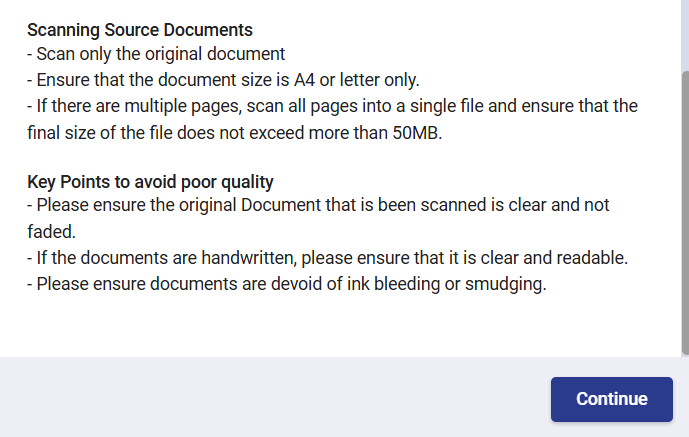 Scanning Source Documents
- Scan only the original document
- Ensure that the document size is A4 or letter only.
- If there are multiple pages, scan all pages into a single file and ensure that the
final size of the file does not exceed more than 50MB.
Key Points to avoid poor quality
- Please ensure the original Document that is been scanned is clear and not
faded.
- If the documents are handwritten, please ensure that it is clear and readable.
- Please ensure documents are devoid of ink bleeding or smudging.
Continue